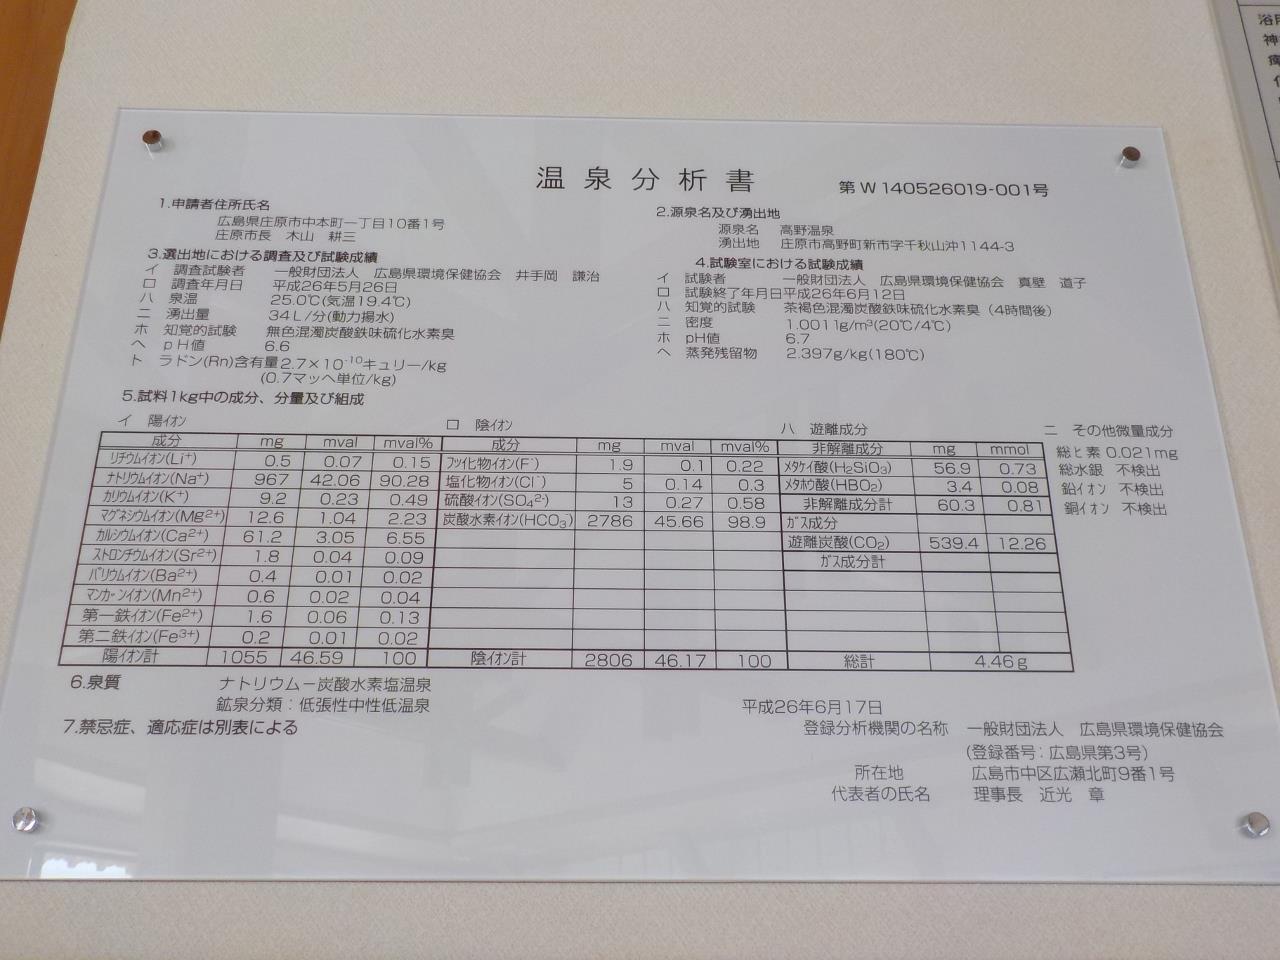 温泉分析書
第W140526019-001号
1.申請者住所氏名
広島県庄原市中本町一丁目10番1号
庄原市長 木山 耕三
2.源泉名及び湧出地
源泉名 高野温泉
湧出地 庄原市高野町新市字千秋山沖1144-3
3.選出地における調査及び試験成績
イ 調査試験者 一般財団法人 広島県環境保健協会 井手岡 謙治
ロ 調査年月日 平成26年5月26日
ハ 泉温 25.0℃(気温19.4℃)
ニ 湧出量 34L/分(動力揚水)
ホ 知覚的試験 無色混濁炭酸鉄味硫化水素臭
ヘ pH値 6.6
ト ラドン(Rn)含有量 2.7×10⁻¹⁰キュリー/kg
(0.7マッヘ単位/kg)
4.試験室における試験成績
イ 試験者 一般財団法人 広島県環境保健協会 真壁 道子
ロ 試験終了年月日 平成26年6月12日
ハ 知覚的試験 茶褐色混濁炭酸鉄味硫化水素臭（4時間後）
ニ 密度 1.0011g/m³(20℃/4℃)
ホ pH値 6.7
ヘ 蒸発残留物 2.397g/kg(180℃)
5.試料1kg中の成分、分量及び組成
イ 陽イオン
成分 mg mval mval%
リチウムイオン(Li⁺) 0.5 0.07 0.15
ナトリウムイオン(Na⁺) 967 42.06 90.28
カリウムイオン(K⁺) 9.2 0.23 0.49
マグネシウムイオン(Mg²⁺) 12.6 1.04 2.23
カルシウムイオン(Ca²⁺) 61.2 3.05 6.55
ストロンチウムイオン(Sr²⁺) 1.8 0.04 0.09
バリウムイオン(Ba²⁺) 0.4 0.01 0.02
マンガンイオン(Mn²⁺) 0.6 0.02 0.04
第一鉄イオン(Fe²⁺) 1.6 0.06 0.13
第二鉄イオン(Fe³⁺) 0.2 0.01 0.02
陽イオン計 1055 46.59 100
ロ 陰イオン
成分 mg mval mval%
フッ化物イオン(F⁻) 1.9 0.1 0.22
塩化物イオン(Cl⁻) 5 0.14 0.3
硫酸イオン(SO₄²⁻) 13 0.27 0.58
炭酸水素イオン(HCO₃⁻) 2786 45.66 98.9
陰イオン計 2806 46.17 100
ハ 遊離成分
非解離成分 mg mmol
メタケイ酸(H₂SiO₃) 56.9 0.73
メタホウ酸(HBO₂) 3.4 0.08
非解離成分計 60.3 0.81
ガス成分
遊離炭酸(CO₂) 539.4 12.26
ガス成分計
総計 4.46g
ニ その他微量成分
総ヒ素 0.021mg
総水銀 不検出
鉛イオン 不検出
銅イオン 不検出
6.泉質 ナトリウム－炭酸水素塩温泉
鉱泉分類：低張性中性低温泉
7.禁忌症、適応症は別表による
平成26年6月17日
登録分析機関の名称 一般財団法人 広島県環境保健協会
(登録番号：広島県第3号)
所在地 広島市中区広瀬北町9番1号
代表者の氏名 理事長 近光 章